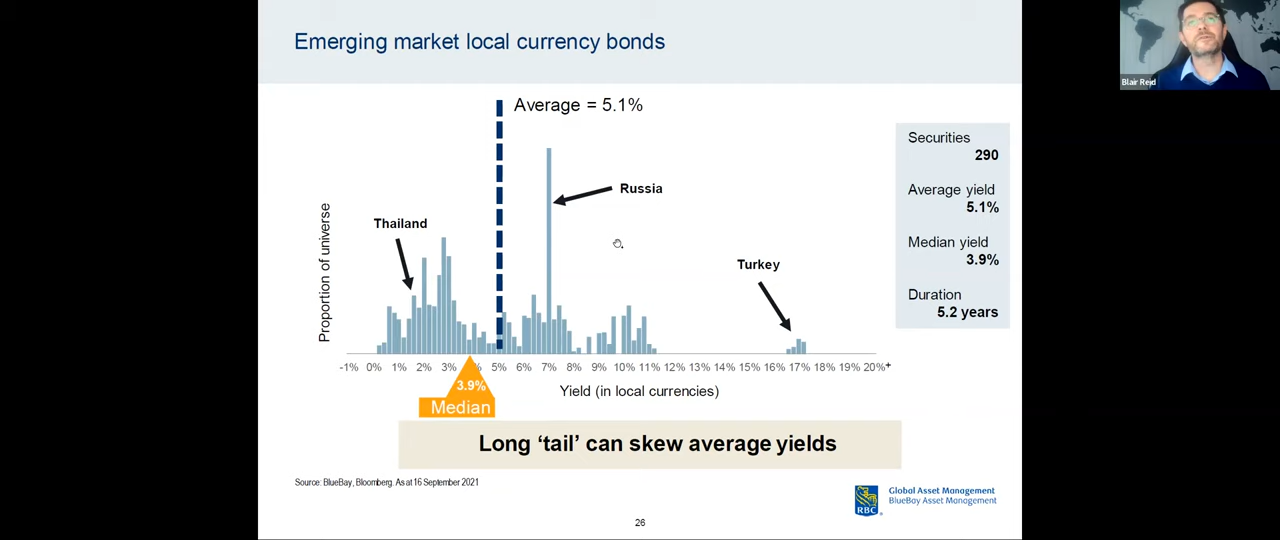 Emerging market local currency bonds
Blair Reid
Average = 5.1%
Securities
290
Average yield
5.1%
Median yield
3.9%
Duration
5.2 years
Russia
Thailand
Turkey
Proportion of universe
-1% 0% 1% 2% 3% 5% 6% 7% 8% 9% 10% 11% 12% 13% 14% 15% 16% 17% 18% 19% 20%+
3.9%
Median
Yield (in local currencies)
Long ‘tail’ can skew average yields
Source: BlueBay, Bloomberg. As at 16 September 2021
RBC
Global Asset Management
BlueBay Asset Management
26